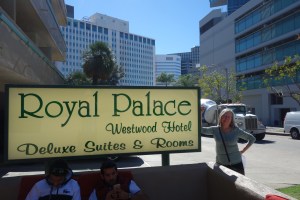 Royal Palace
Westwood Hotel
Deluxe Suites & Rooms